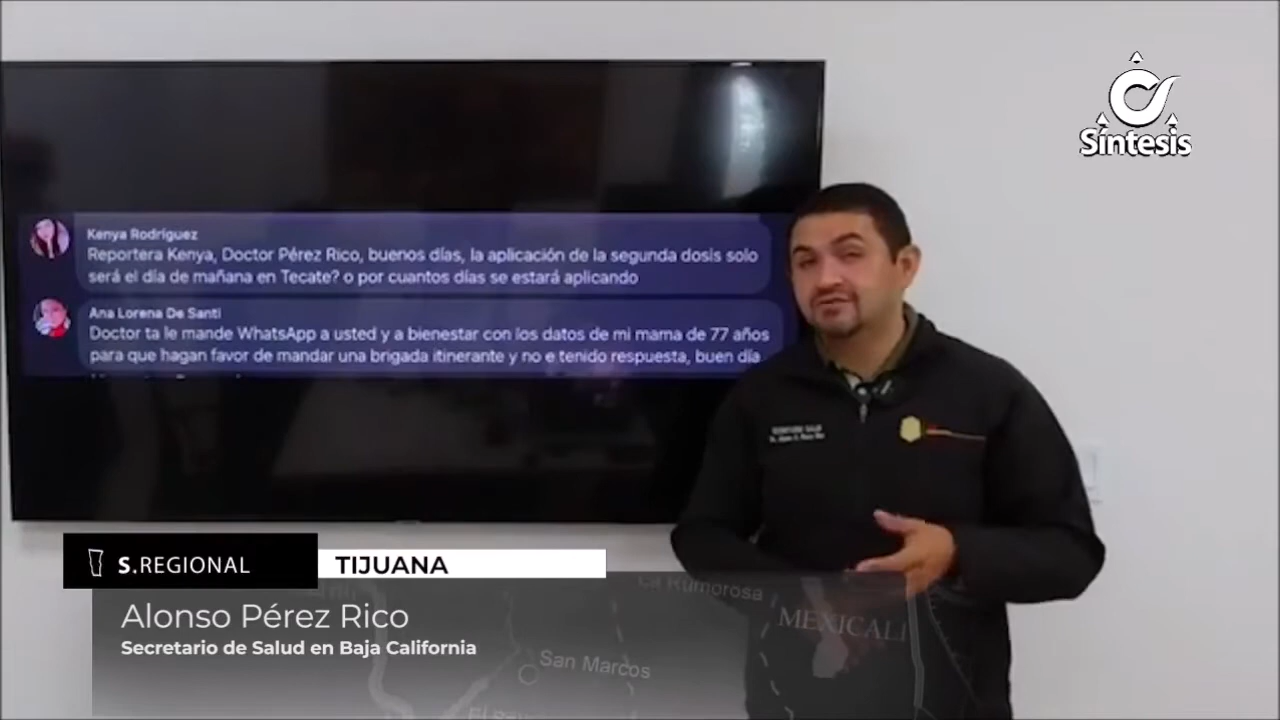 Síntesis
Kenya Rodríguez
Reportera Kenya, Doctor Pérez Rico, buenos días, la aplicación de la segunda dosis solo
será el día de mañana en Tecate? o por cuantos días se estará aplicando
Ana Lorena De Santi
Doctor ta le mande WhatsApp a usted y a bienestar con los datos de mi mama de 77 años
para que hagan favor de mandar una brigada itinerante y no e tenido respuesta, buen día
S.REGIONAL
TIJUANA
Alonso Pérez Rico
Secretario de Salud en Baja California
La Rumorosa
MEXICALI
San Marcos